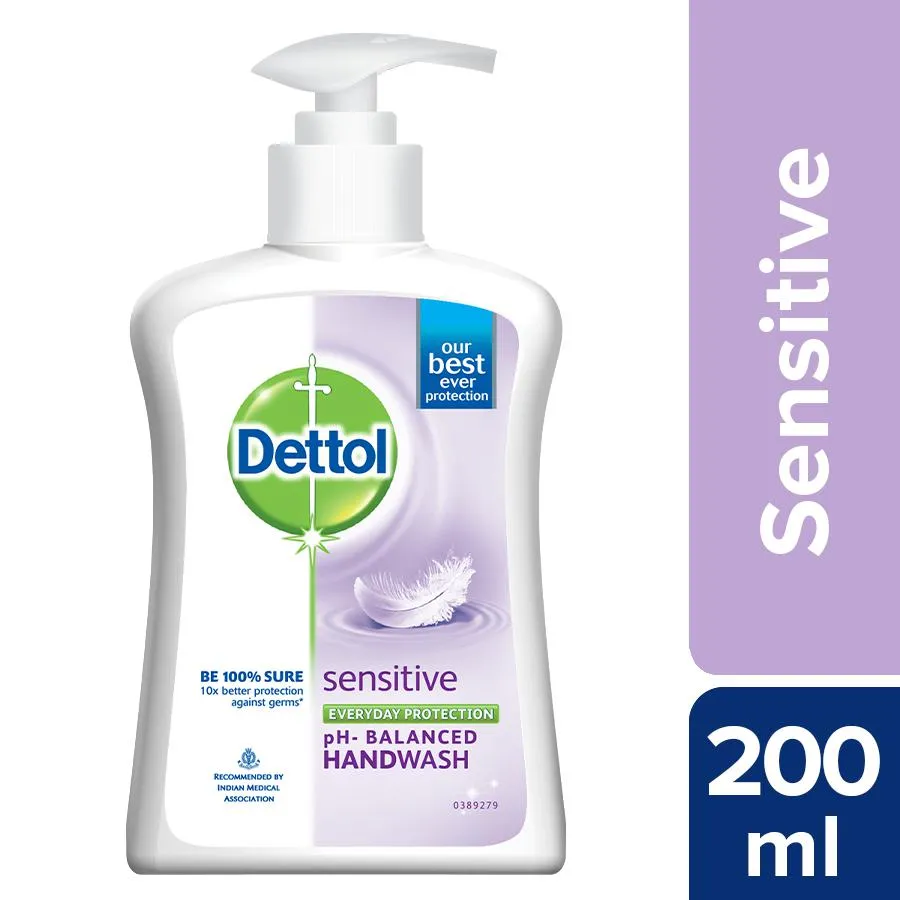 our
best
ever
protection
Dettol
BE 100% SURE
10x better protection
against germs*
sensitive
EVERYDAY PROTECTION
pH- BALANCED
HANDWASH
RECOMMENDED BY
INDIAN MEDICAL
ASSOCIATION
0389279
Sensitive
200
ml